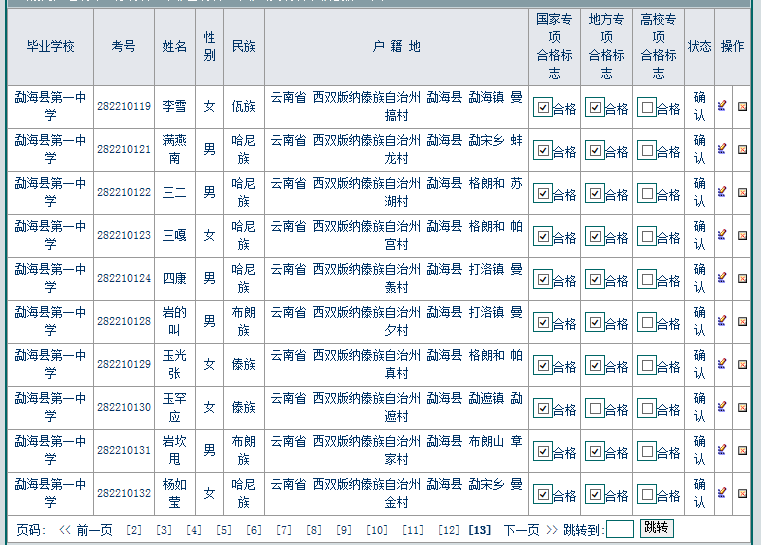 毕业学校 考号 姓名 性别 民族 户 籍 地 国家专项合格标志 地方专项合格标志 高校专项合格标志 状态 操作
勐海县第一中学 282210119 李雪 女 佤族 云南省 西双版纳傣族自治州 勐海县 勐海镇 曼搞村 合格 合格 合格 确认
勐海县第一中学 282210121 满燕南 男 哈尼族 云南省 西双版纳傣族自治州 勐海县 勐宋乡 蚌龙村 合格 合格 合格 确认
勐海县第一中学 282210122 三二 男 哈尼族 云南省 西双版纳傣族自治州 勐海县 格朗和 苏湖村 合格 合格 合格 确认
勐海县第一中学 282210123 三嘎 女 哈尼族 云南省 西双版纳傣族自治州 勐海县 格朗和 帕宫村 合格 合格 合格 确认
勐海县第一中学 282210124 四康 男 哈尼族 云南省 西双版纳傣族自治州 勐海县 打洛镇 曼轰村 合格 合格 合格 确认
勐海县第一中学 282210128 岩的叫 男 布朗族 云南省 西双版纳傣族自治州 勐海县 打洛镇 曼夕村 合格 合格 合格 确认
勐海县第一中学 282210129 玉光张 女 傣族 云南省 西双版纳傣族自治州 勐海县 格朗和 帕真村 合格 合格 合格 确认
勐海县第一中学 282210130 玉罕应 女 傣族 云南省 西双版纳傣族自治州 勐海县 勐遮镇 勐遮村 合格 合格 合格 确认
勐海县第一中学 282210131 岩坎甩 男 布朗族 云南省 西双版纳傣族自治州 勐海县 布朗山 章家村 合格 合格 合格 确认
勐海县第一中学 282210132 杨如莹 女 哈尼族 云南省 西双版纳傣族自治州 勐海县 勐宋乡 曼金村 合格 合格 合格 确认
页码: << 前一页 [2] [3] [4] [5] [6] [7] [8] [9] [10] [11] [12] [13] 下一页 >> 跳转到: 跳转